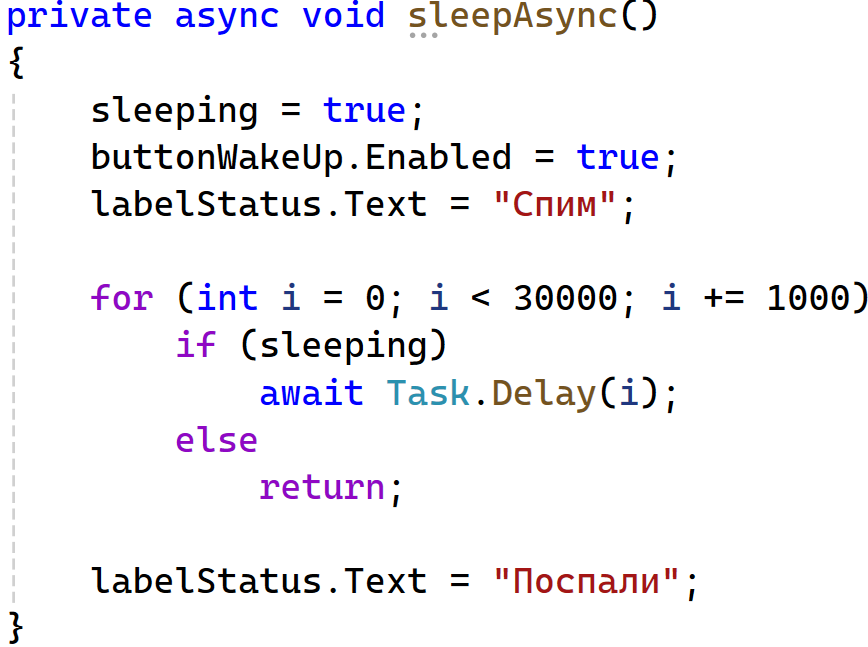 private async void sleepAsync()
{
    sleeping = true;
    buttonWakeUp.Enabled = true;
    labelStatus.Text = "Спим";

    for (int i = 0; i < 30000; i += 1000)
        if (sleeping)
            await Task.Delay(i);
        else
            return;

    labelStatus.Text = "Поспали";
}